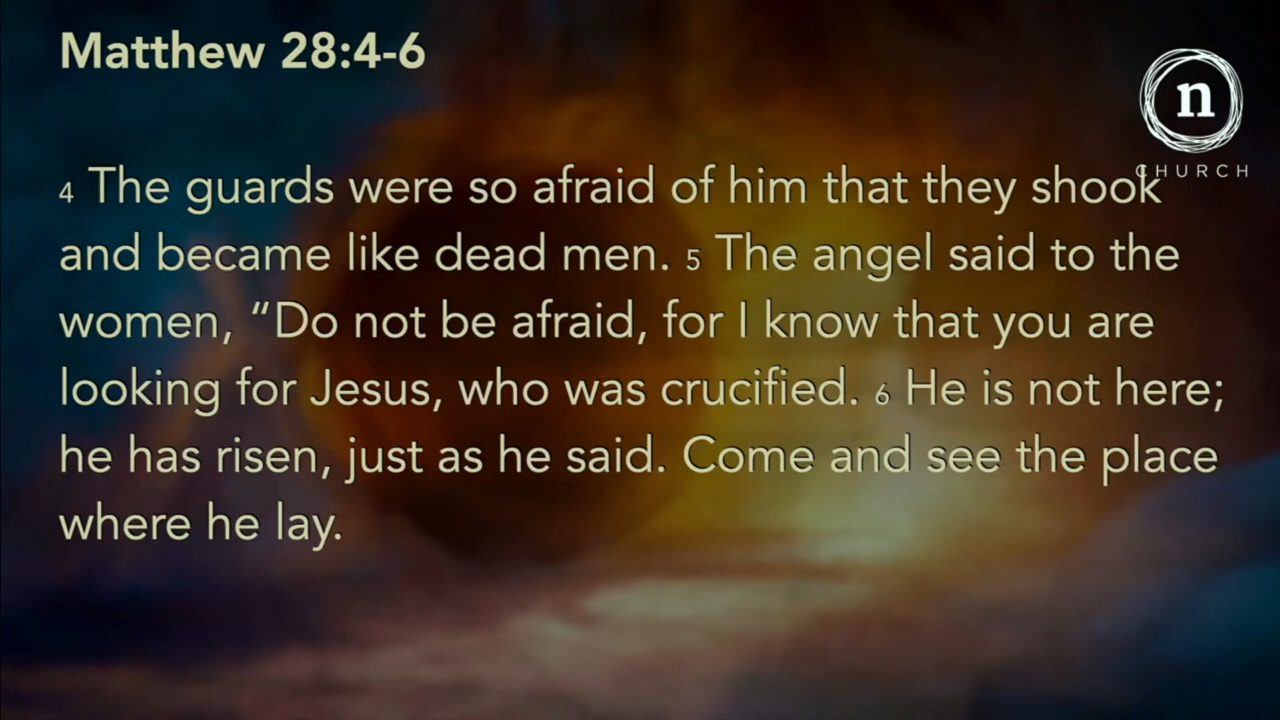 Matthew 28:4-6
n
CHURCH
4 The guards were so afraid of him that they shook
and became like dead men. 5 The angel said to the
women, “Do not be afraid, for I know that you are
looking for Jesus, who was crucified. 6 He is not here;
he has risen, just as he said. Come and see the place
where he lay.